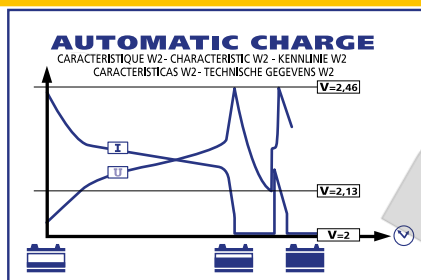 AUTOMATIC CHARGE
CARACTERISTIQUE W2- CHARACTERISTIC W2 - KENNLINIE W2
CARACTERISTICAS W2- TECHNISCHE GEGEVENS W2
V=2,46
I
U
V=2,13
V=2